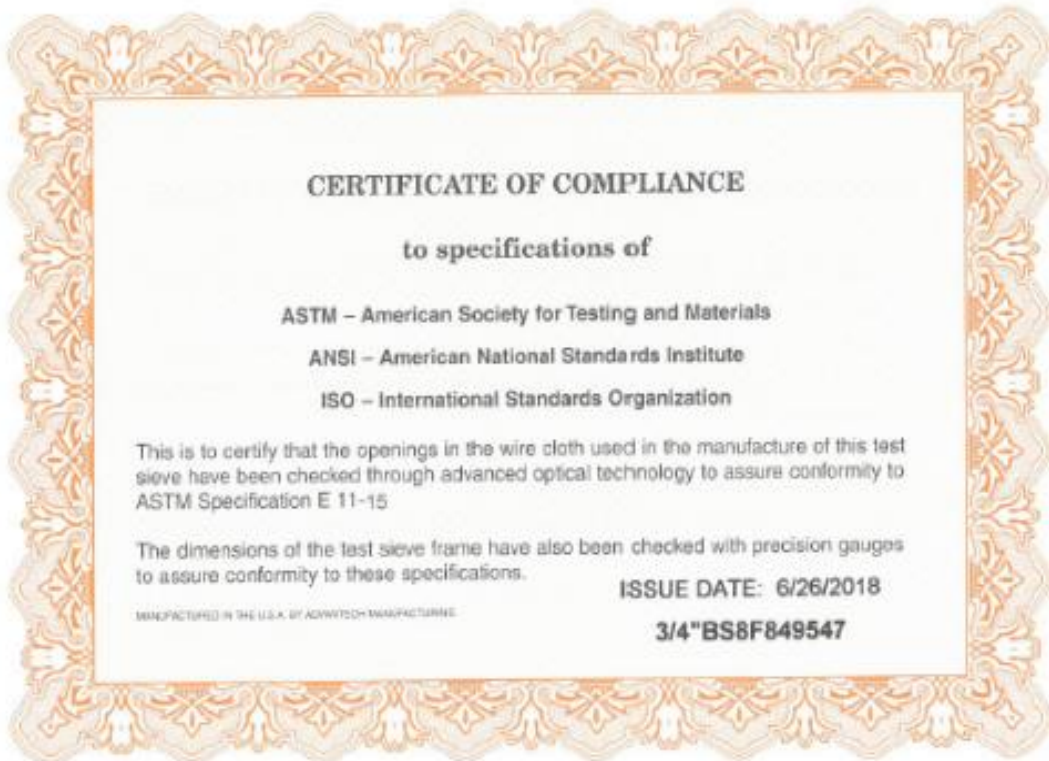 CERTIFICATE OF COMPLIANCE
to specifications of
ASTM – American Society for Testing and Materials
ANSI – American National Standards Institute
ISO – International Standards Organization
This is to certify that the openings in the wire cloth used in the manufacture of this test
sieve have been checked through advanced optical technology to assure conformity to
ASTM Specification E 11-15
The dimensions of the test sieve frame have also been checked with precision gauges
to assure conformity to these specifications.
ISSUE DATE: 6/26/2018
MANUFACTURED IN THE U.S.A. BY ADVANTECH MANUFACTURING
3/4"BS8F849547